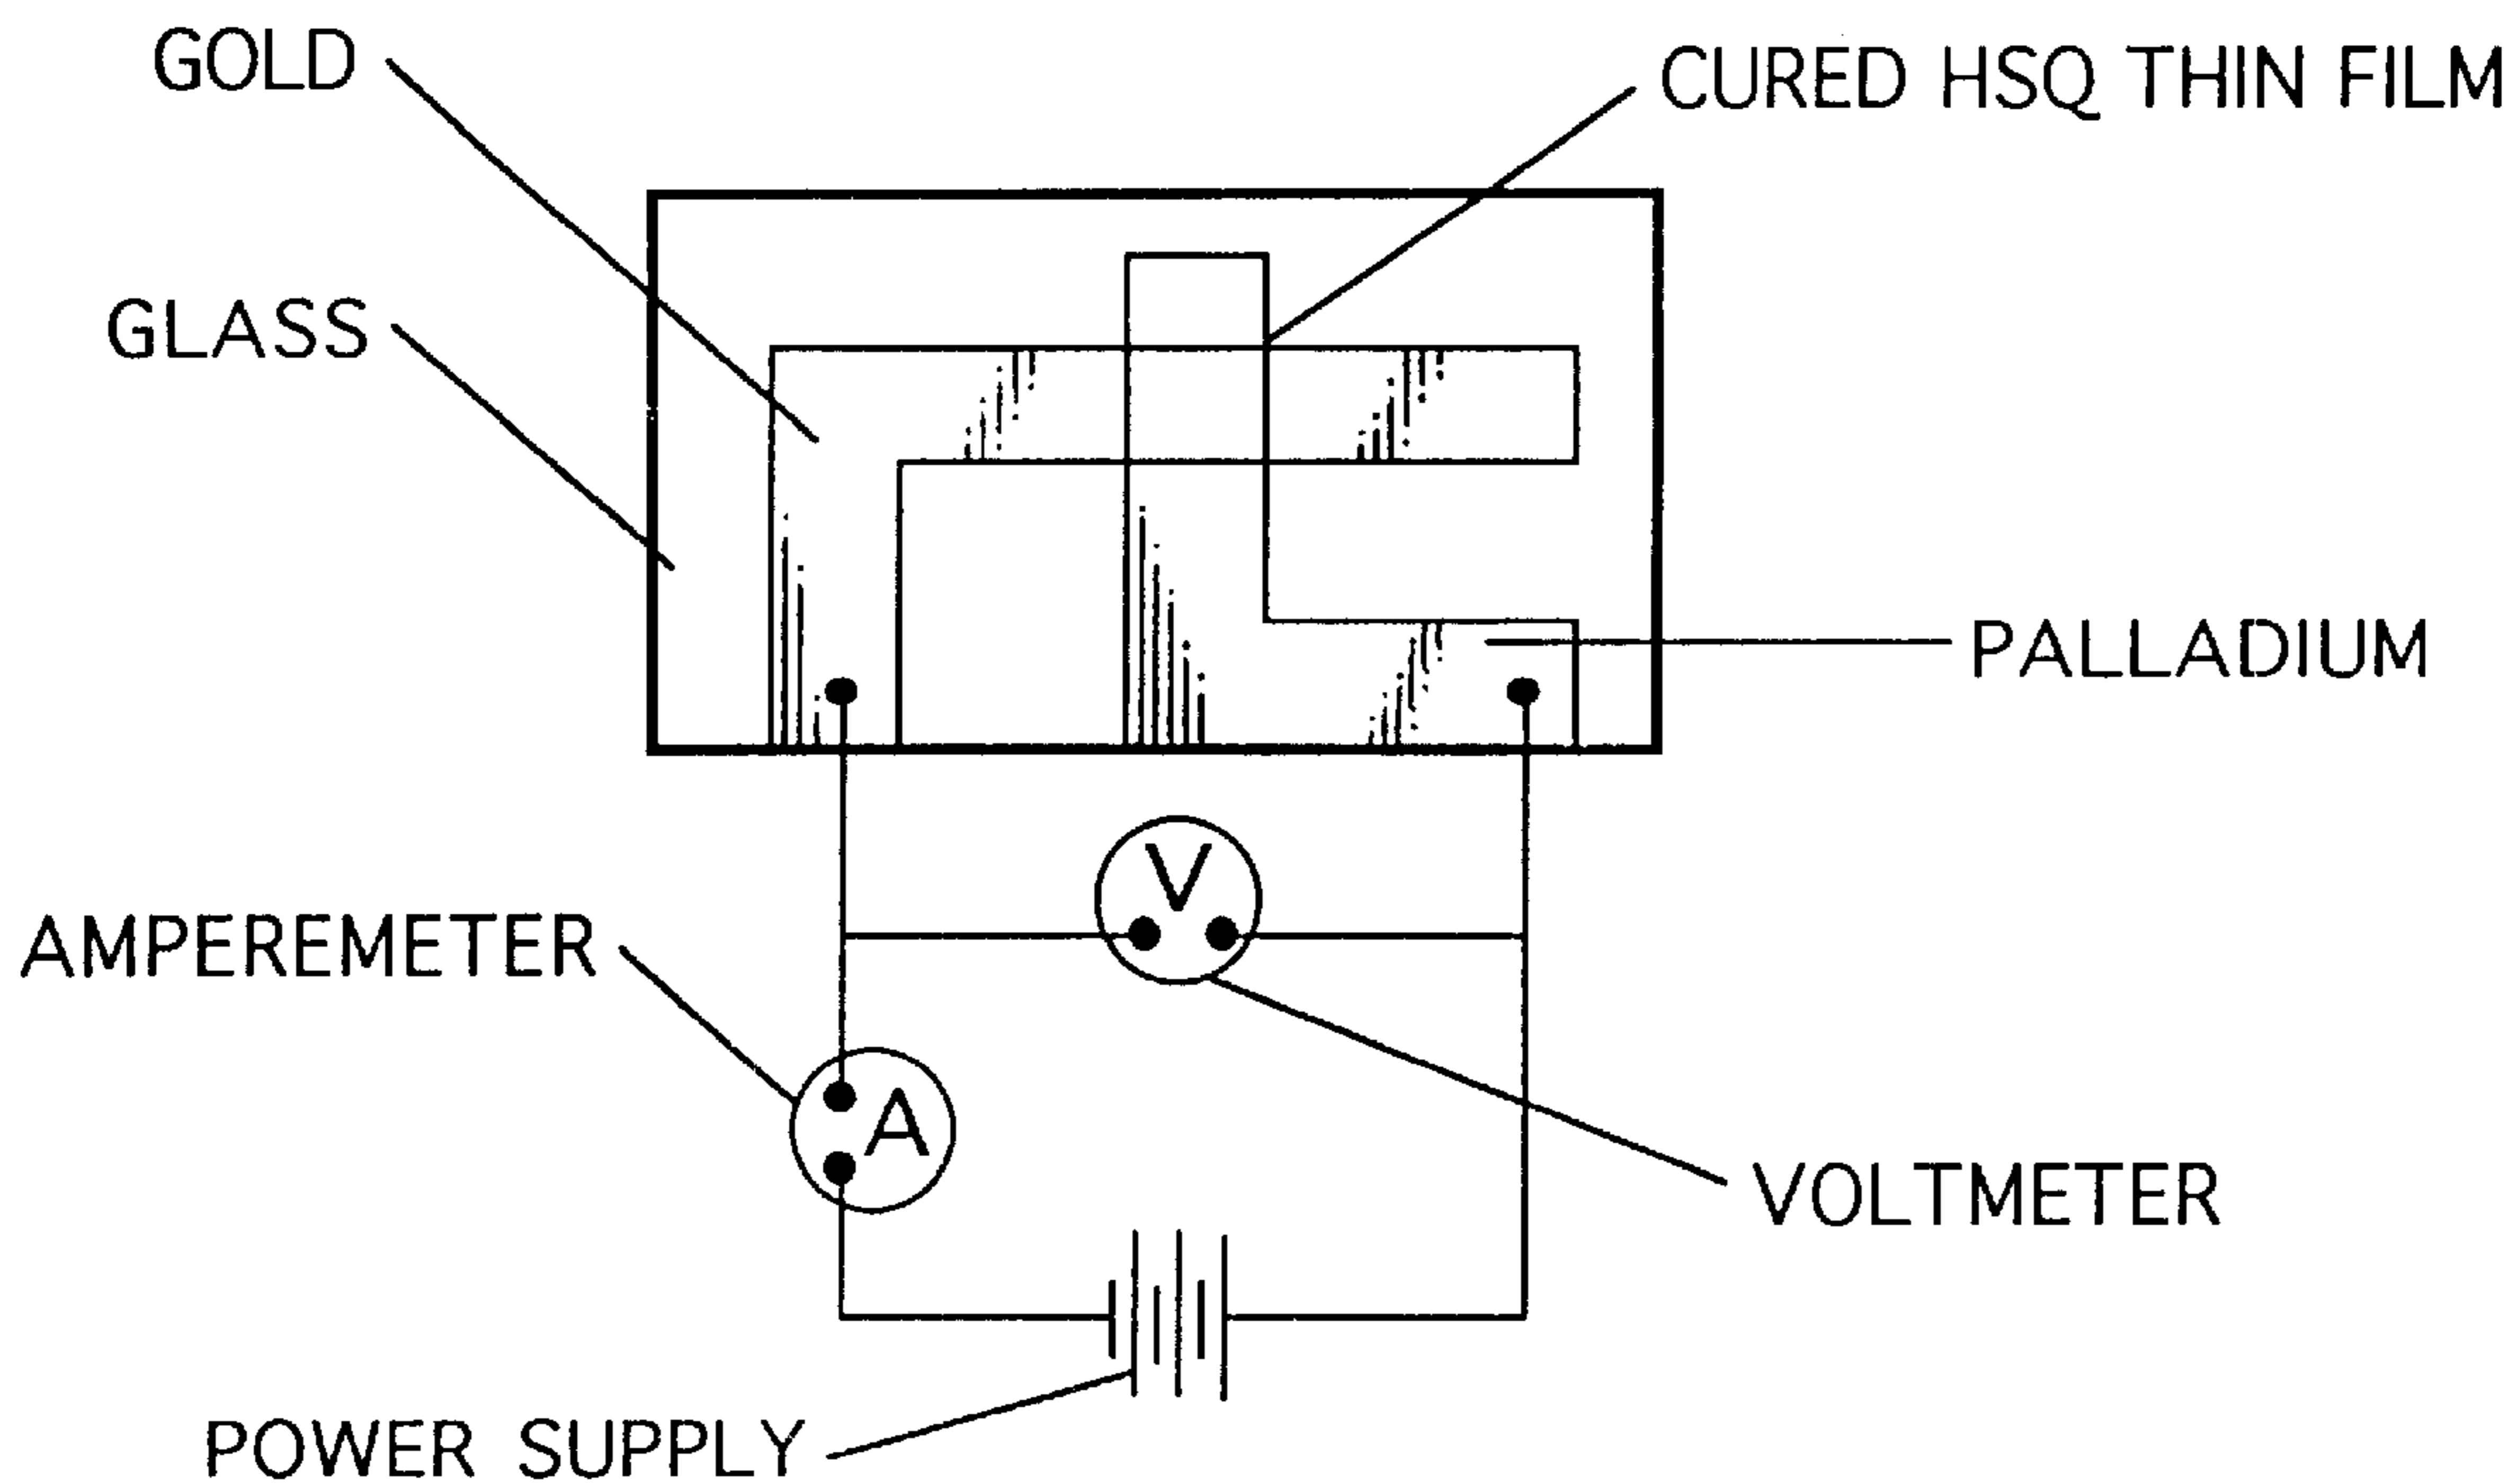 GOLD
CURED HSQ THIN FILM
GLASS
PALLADIUM
V
AMPEREMETER
A
VOLTMETER
POWER SUPPLY